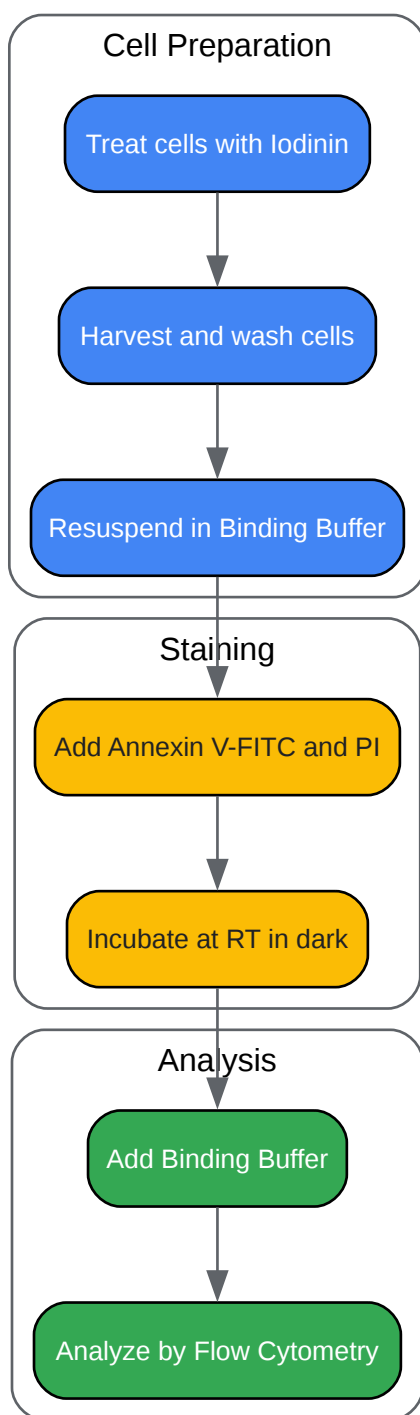 Cell Preparation
Treat cells with Iodinin
Harvest and wash cells
Resuspend in Binding Buffer
Staining
Add Annexin V-FITC and PI
Incubate at RT in dark
Analysis
Add Binding Buffer
Analyze by Flow Cytometry